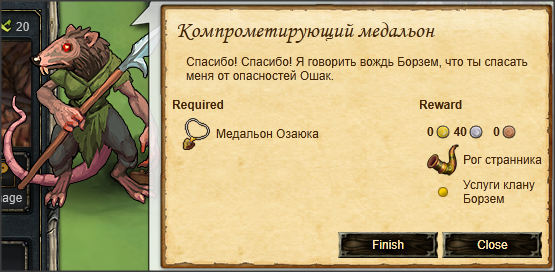 20
Компрометирующий медальон
Спасибо! Спасибо! Я говорить вождь Борзем, что ты спасать
меня от опасностей Ошак.
Required
Reward
Медальон Озаюка
0 40 0
Рог странника
Услуги клану
Борзем
age
Finish
Close